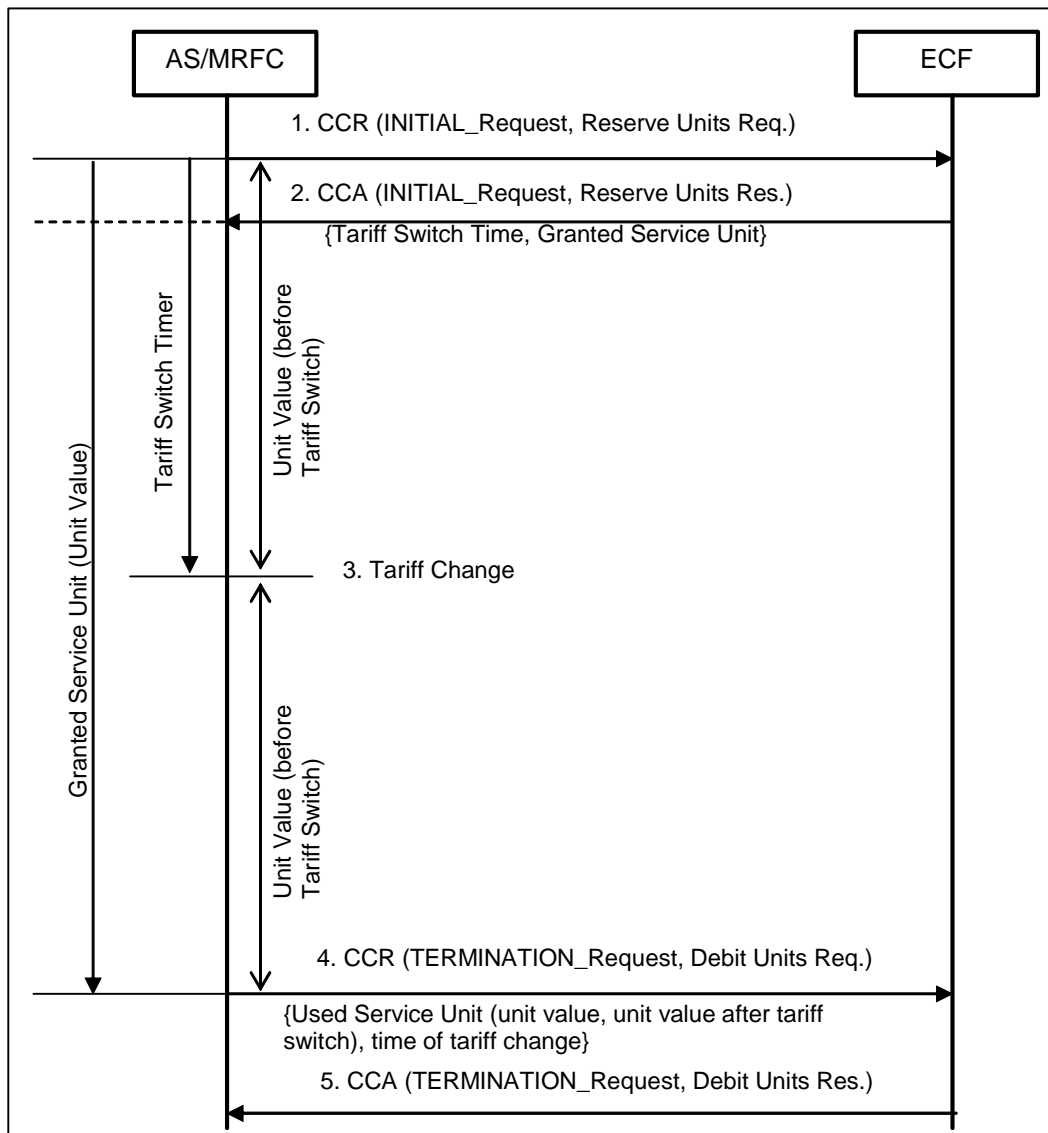 AS/MRFC
ECF
1. CCR (INITIAL_Request, Reserve Units Req.)
2. CCA (INITIAL_Request, Reserve Units Res.)
{Tariff Switch Time, Granted Service Unit}
Granted Service Unit (Unit Value)
Tariff Switch Timer
Unit Value (before
Tariff Switch)
3. Tariff Change
Unit Value (before
Tariff Switch)
4. CCR (TERMINATION_Request, Debit Units Req.)
{Used Service Unit (unit value, unit value after tariff
switch), time of tariff change}
5. CCA (TERMINATION_Request, Debit Units Res.)